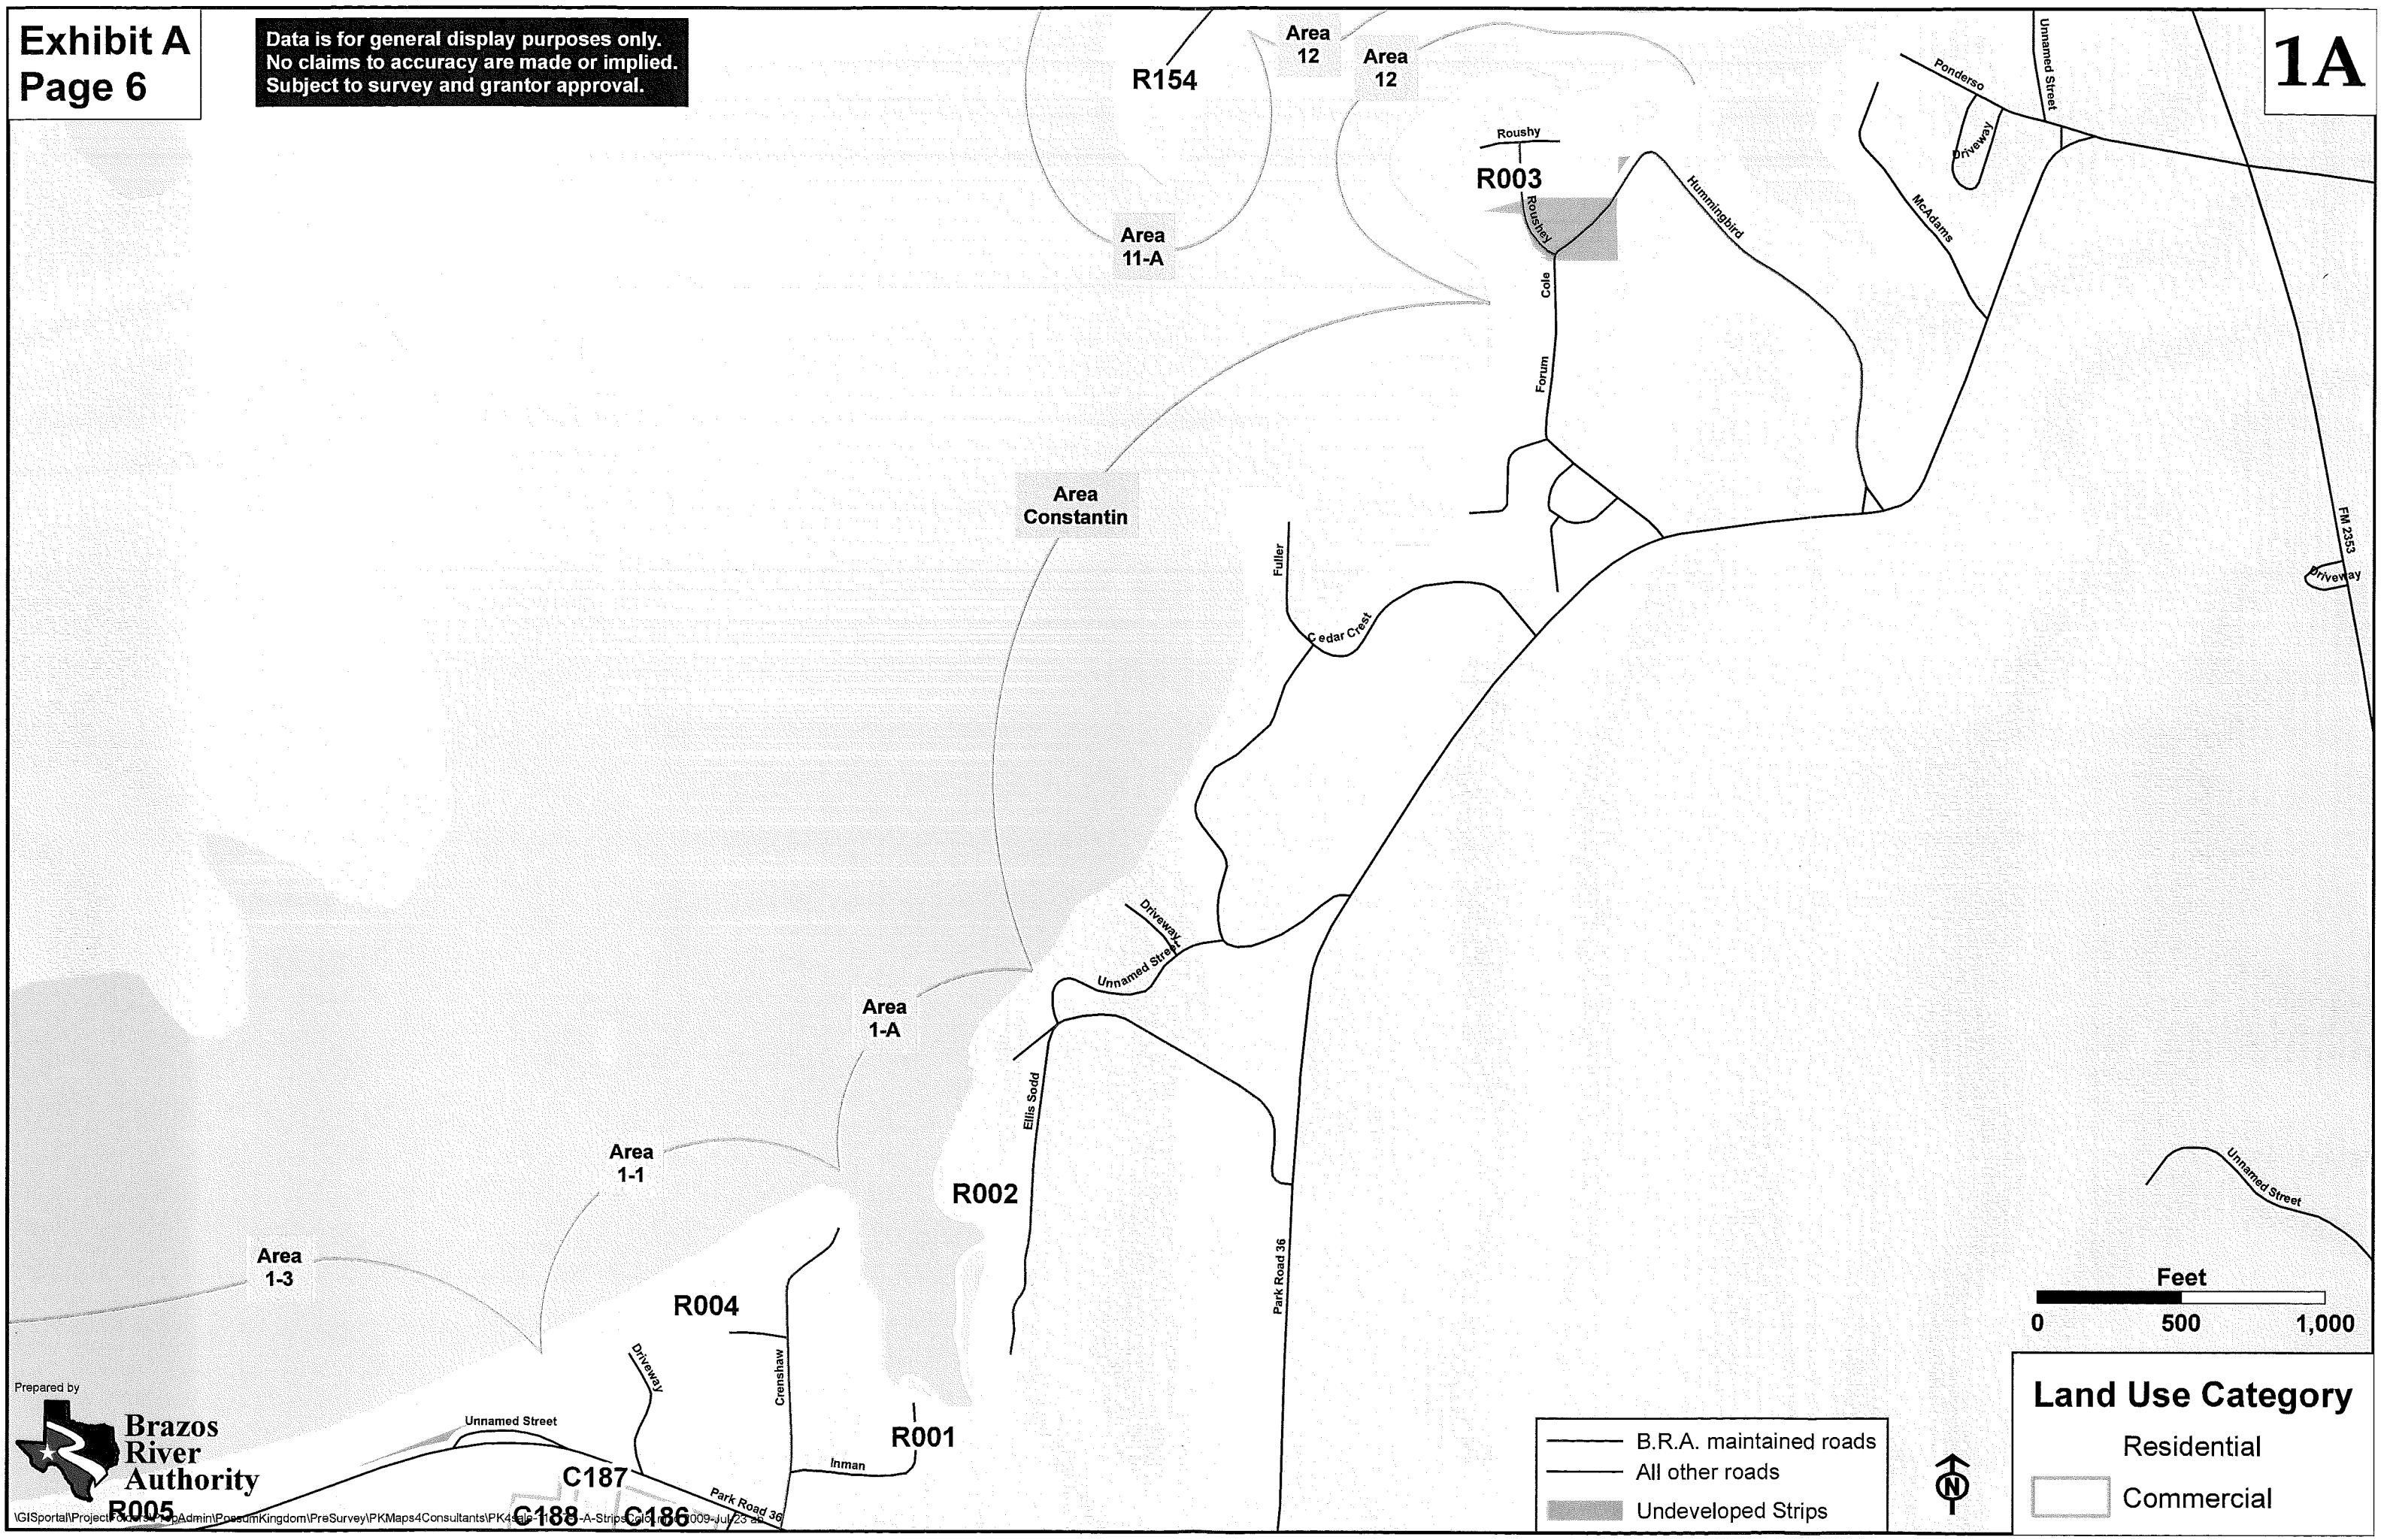 Exhibit A
Page 6
Data is for general display purposes only.
No claims to accuracy are made or implied.
Subject to survey and grantor approval.
1A
Area
12
Area
12
R154
Ponderso
Unnamed Street
Driveway
Roushy
R003
Roushey
Hummingbird
McAdams
Area
11-A
Cole
Forum
Area
Constantin
Fuller
FM 2353
Driveway
Cedar Crest
Driveway
Unnamed Street
Area
1-A
Ellis Sodd
Area
1-1
R002
Unnamed Street
Area
1-3
Park Road 36
R004
Feet
0 500 1,000
Driveway
Crenshaw
Prepared by
Brazos
River
Authority
Unnamed Street
R001
Inman
C187
Park Road 36
R005
C188
C186
B.R.A. maintained roads
All other roads
Undeveloped Strips
N
Land Use Category
Residential
Commercial